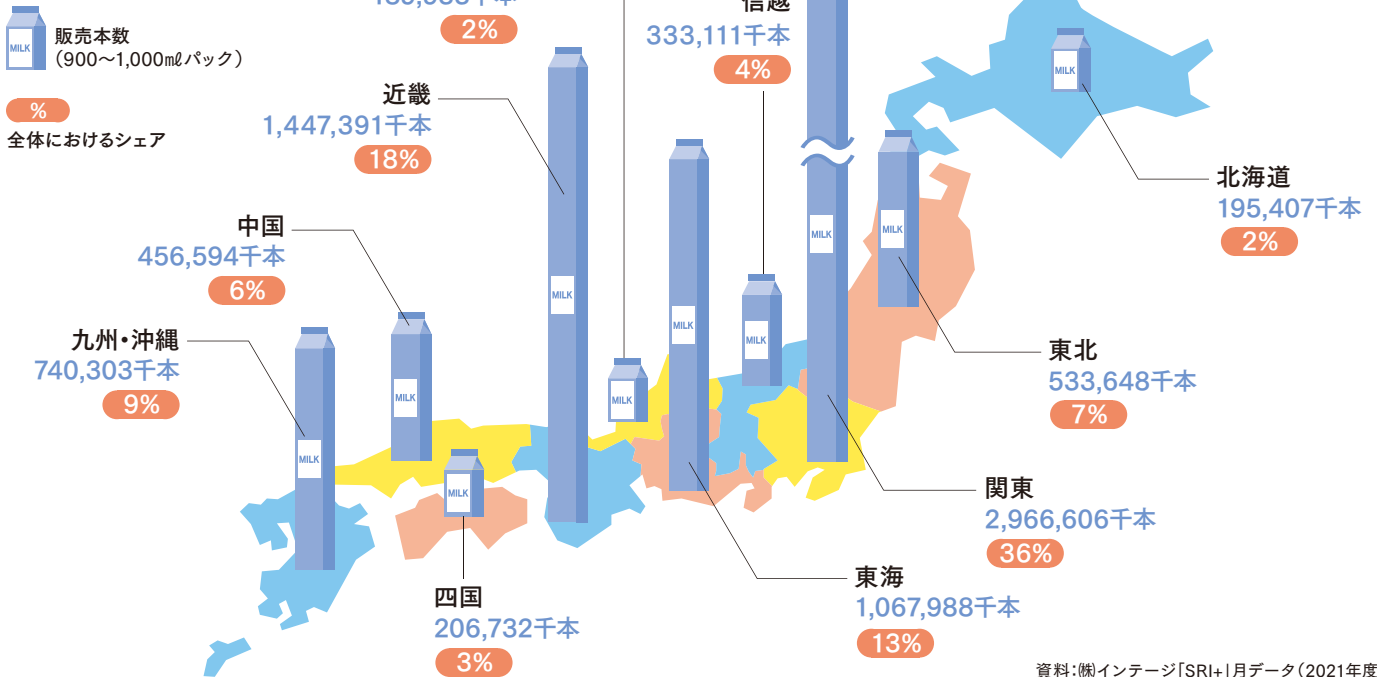 2%
信越
333,111千本
4%
MILK
販売本数
(900〜1,000㎖パック)
%
全体におけるシェア
近畿
1,447,391千本
18%
中国
456,594千本
6%
九州・沖縄
740,303千本
9%
MILK
北海道
195,407千本
2%
東北
533,648千本
7%
関東
2,966,606千本
36%
東海
1,067,988千本
13%
四国
206,732千本
3%
MILK
MILK
MILK
MILK
MILK
MILK
MILK
MILK
MILK
資料:㈱インテージ「SRI+」月データ(2021年度